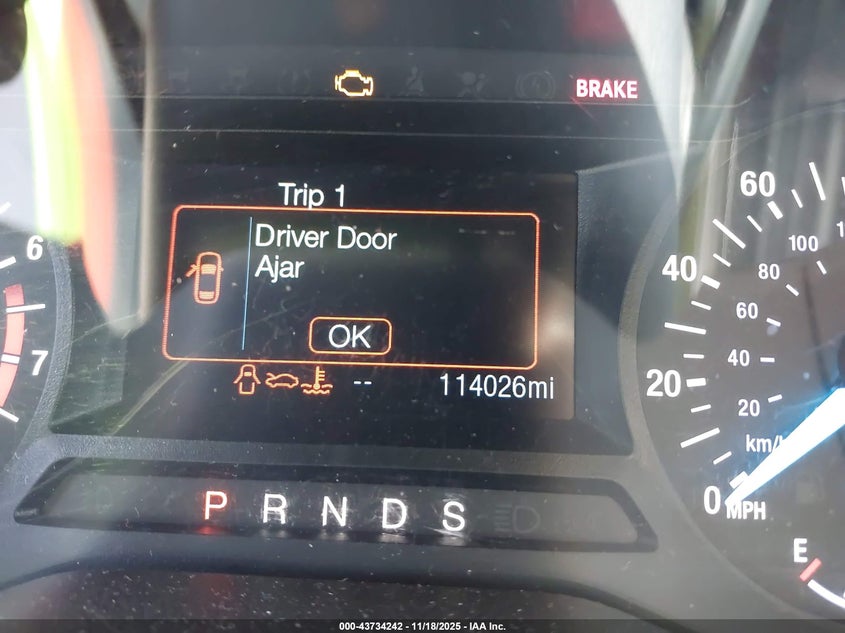 BRAKE
Trip 1
Driver Door
Ajar
OK
-- 114026mi
P R N D S
6
7
60
40
20
0
MPH
100
80
60
40
20
km/
E
000-43734242 - 11/18/2025 - IAA Inc.